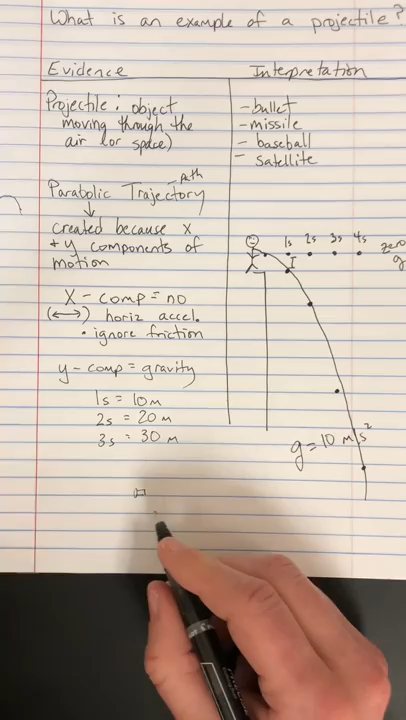 What is an example of a projectile?
Evidence
Interpretation
Projectile: object
moving through the
air (or space)
- bullet
- missile
- baseball
- satellite
Path
Parabolic Trajectory
created because x
+ y components of
motion
X - comp = no
(↔) horiz accel.
• ignore friction
y - comp = gravity
1s = 10m
2s = 20 m
3s = 30 m
1s 2s 3s 4s
zero
g
g = 10 m/s²